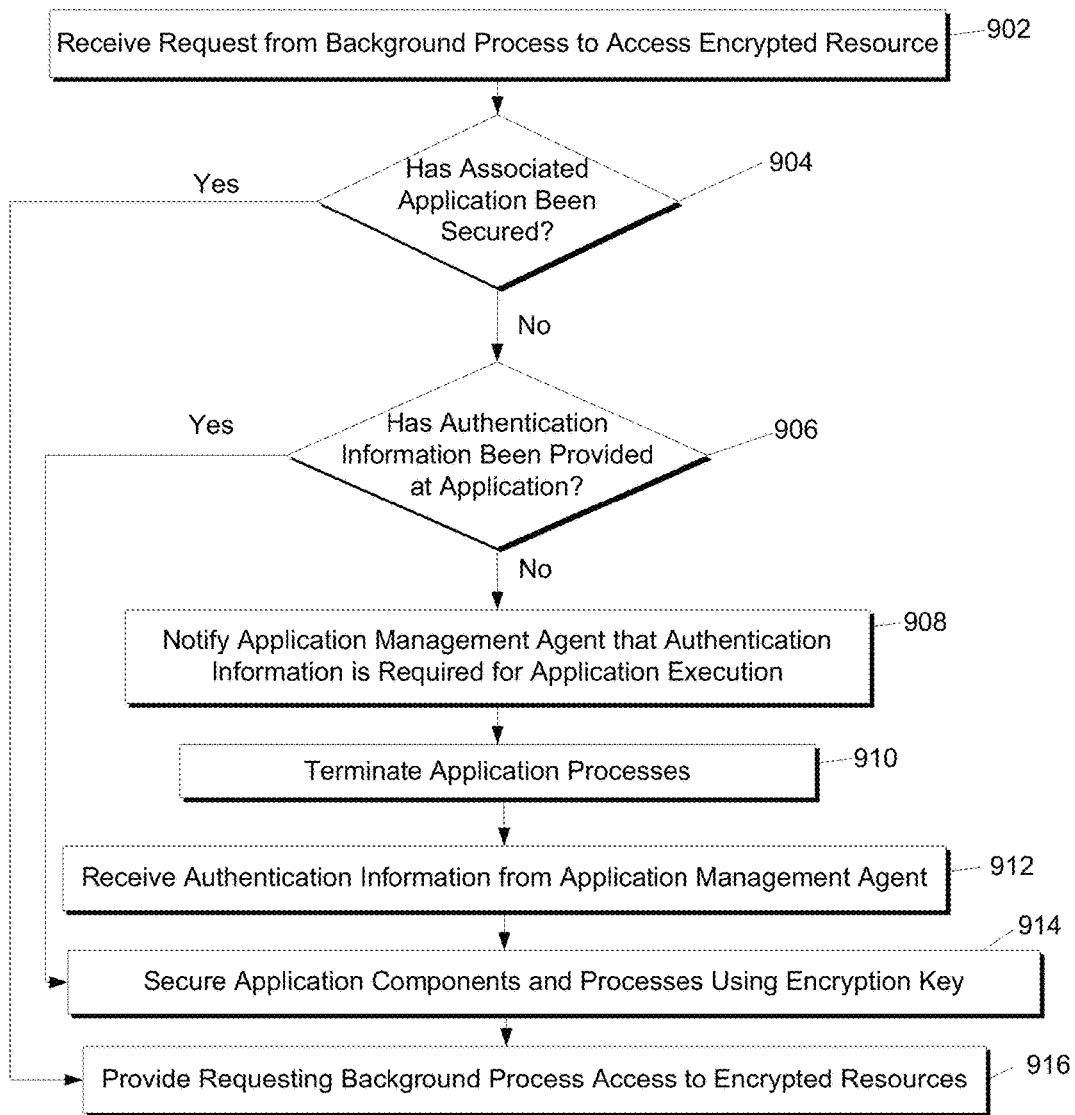 Receive Request from Background Process to Access Encrypted Resource
902
Has Associated
Application Been
Secured?
904
Yes
No
Has Authentication
Information Been Provided
at Application?
906
Yes
No
Notify Application Management Agent that Authentication
Information is Required for Application Execution
908
Terminate Application Processes
910
Receive Authentication Information from Application Management Agent
912
914
Secure Application Components and Processes Using Encryption Key
Provide Requesting Background Process Access to Encrypted Resources
916